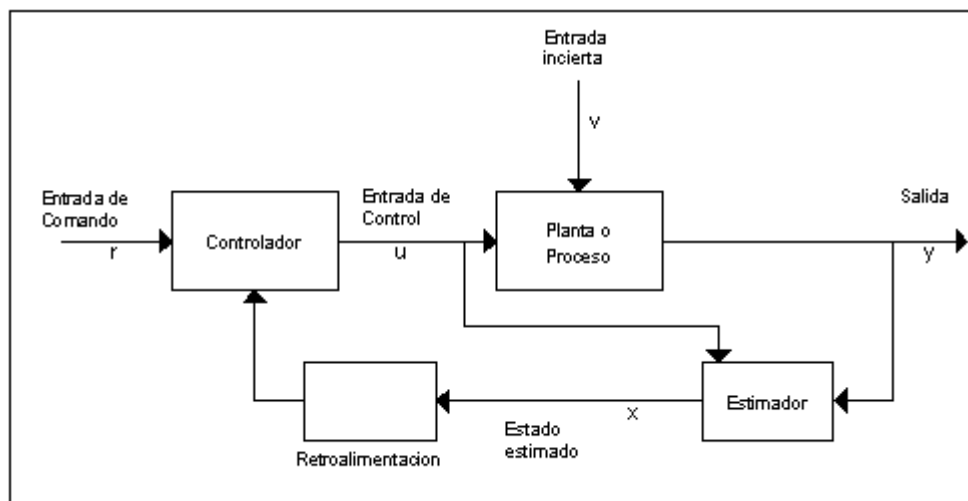 Entrada
incierta
v
Entrada de
Comando
r
Controlador
Entrada de
Control
u
Planta o
Proceso
Salida
y
Estimador
x
Estado
estimado
Retroalimentacion